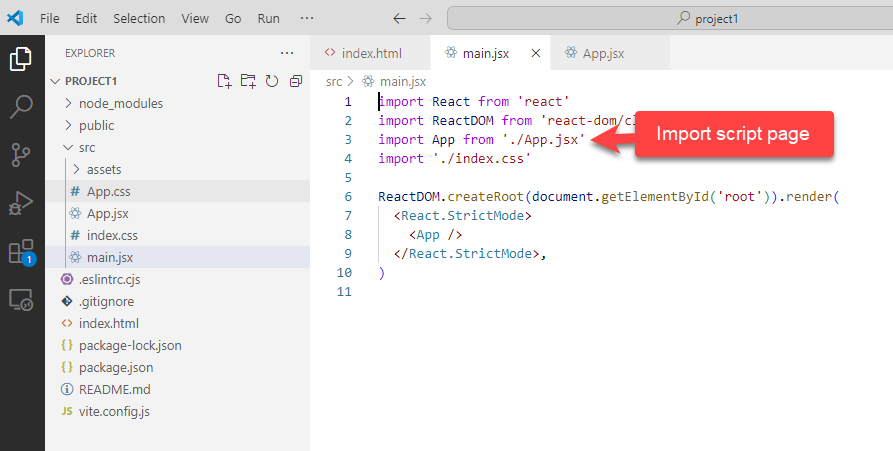 File Edit Selection View Go Run ··· project1
EXPLORER ···
PROJECT1
node_modules
public
src
assets
# App.css
App.jsx
# index.css
main.jsx
.eslintrc.cjs
.gitignore
<> index.html
{} package-lock.json
{} package.json
README.md
JS vite.config.js
1
<> index.html main.jsx App.jsx
src > main.jsx
1 import React from 'react'
2 import ReactDOM from 'react-dom/
3 import App from './App.jsx'
4 import './index.css'
5
6 ReactDOM.createRoot(document.getElementById('root')).render(
7 <React.StrictMode>
8 <App />
9 </React.StrictMode>,
10 )
11
Import script page